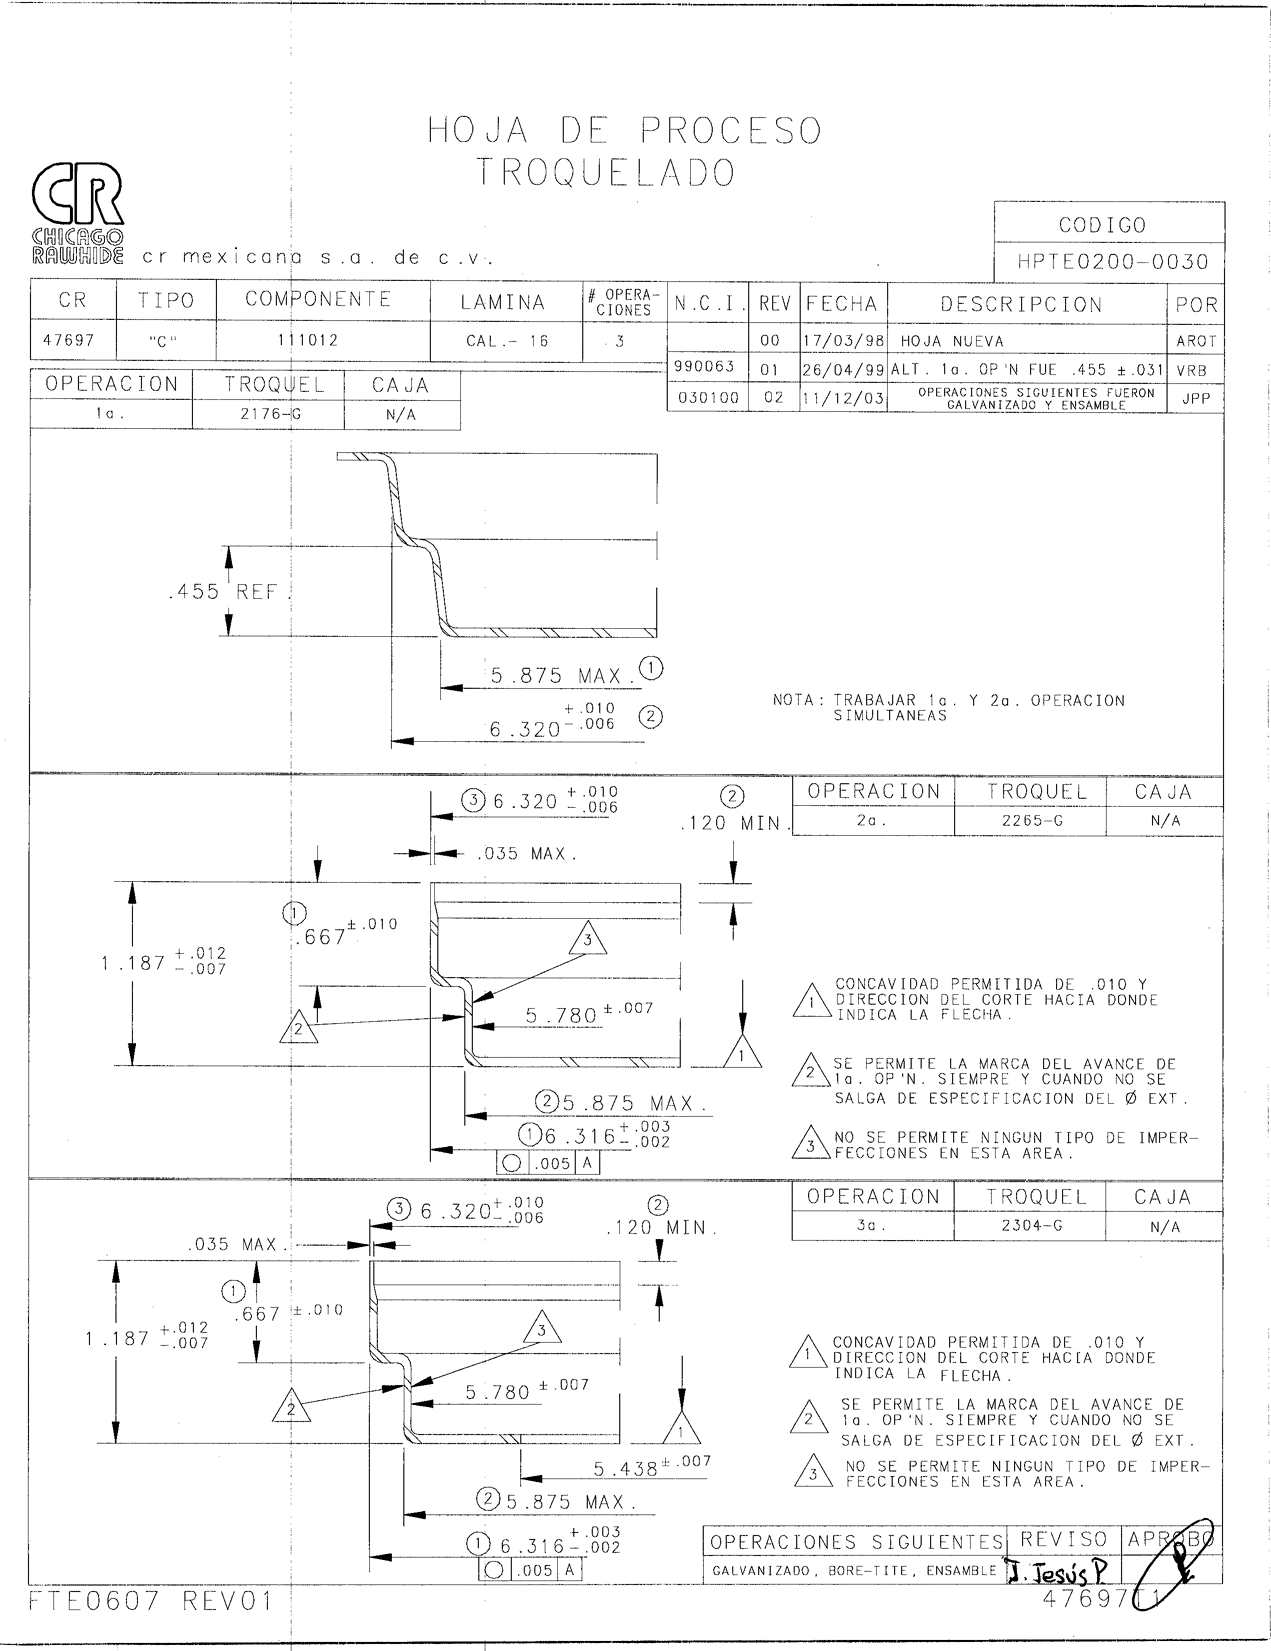 HOJA DE PROCESO
TROQUELADO
CR
CHICAGO
RAWHIDE
cr mexicana s.a. de c.v.
CODIGO
HPTE0200-0030
CR TIPO COMPONENTE LAMINA # OPERA-CIONES
47697 "C" 111012 CAL.- 16 3
N.C.I. REV FECHA DESCRIPCION POR
00 17/03/98 HOJA NUEVA AROT
990063 01 26/04/99 ALT. 1a. OP'N FUE .455 ±.031 VRB
030100 02 11/12/03 OPERACIONES SIGUIENTES FUERON GALVANIZADO Y ENSAMBLE JPP
OPERACION TROQUEL CAJA
1a. 2176-G N/A
.455 REF.
5.875 MAX. 1
6.320 +.010 -.006 2
NOTA: TRABAJAR 1a. Y 2a. OPERACION
SIMULTANEAS
OPERACION TROQUEL CAJA
2a. 2265-G N/A
3 6.320 +.010 -.006
2
.120 MIN.
.035 MAX.
1
.667 ±.010
1.187 +.012 -.007
3
5.780 ±.007
2
1
2 5.875 MAX.
1 6.316 +.003 -.002
○ .005 A
1 CONCAVIDAD PERMITIDA DE .010 Y
DIRECCION DEL CORTE HACIA DONDE
INDICA LA FLECHA.
2 SE PERMITE LA MARCA DEL AVANCE DE
1a. OP'N. SIEMPRE Y CUANDO NO SE
SALGA DE ESPECIFICACION DEL Ø EXT.
3 NO SE PERMITE NINGUN TIPO DE IMPER-
FECCIONES EN ESTA AREA.
OPERACION TROQUEL CAJA
3a. 2304-G N/A
3 6.320 +.010 -.006
2
.120 MIN.
.035 MAX.
1
.667 ±.010
1.187 +.012 -.007
3
5.780 ±.007
2
1
5.438 ±.007
2 5.875 MAX.
1 6.316 +.003 -.002
○ .005 A
1 CONCAVIDAD PERMITIDA DE .010 Y
DIRECCION DEL CORTE HACIA DONDE
INDICA LA FLECHA.
2 SE PERMITE LA MARCA DEL AVANCE DE
1a. OP'N. SIEMPRE Y CUANDO NO SE
SALGA DE ESPECIFICACION DEL Ø EXT.
3 NO SE PERMITE NINGUN TIPO DE IMPER-
FECCIONES EN ESTA AREA.
OPERACIONES SIGUIENTES REVISO APROBO
GALVANIZADO, BORE-TITE, ENSAMBLE J. Jesús P.
FTE0607 REV01
47697T1